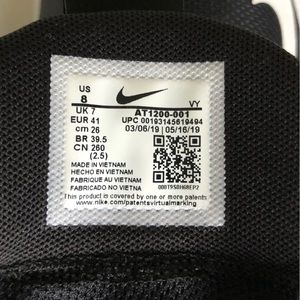 US
8
VY
UK 7
AT1200-001
EUR 41
UPC 00193145619494
cm 26
03/06/19 | 05/16/19
BR 39.5
CN 260
(2.5)
MADE IN VIETNAM
HECHO EN VIETNAM
FABRIQUE AU VIETNAM
FABRICADO NO VIETNA
This product is covered by one or more patents
www.nike.com/patentsvirtualmarking